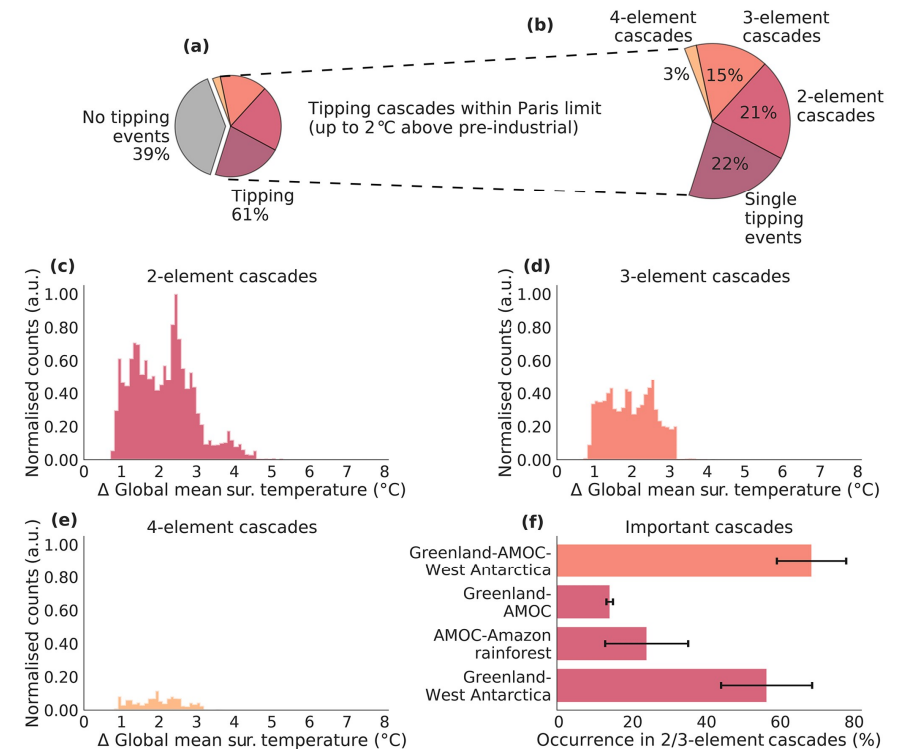 (a)
No tipping
events
39%
Tipping
61%
Tipping cascades within Paris limit
(up to 2°C above pre-industrial)
(b)
4-element
cascades
3-element
cascades
3%
15%
2-element
cascades
21%
22%
Single
tipping
events
(c)
2-element cascades
Normalised counts (a.u.)
1.00
0.80
0.60
0.40
0.20
0.00
0 1 2 3 4 5 6 7 8
Δ Global mean sur. temperature (°C)
(d)
3-element cascades
Normalised counts (a.u.)
1.00
0.80
0.60
0.40
0.20
0.00
0 1 2 3 4 5 6 7 8
Δ Global mean sur. temperature (°C)
(e)
4-element cascades
Normalised counts (a.u.)
1.00
0.80
0.60
0.40
0.20
0.00
0 1 2 3 4 5 6 7 8
Δ Global mean sur. temperature (°C)
(f)
Important cascades
Greenland-AMOC-
West Antarctica
Greenland-
AMOC
AMOC-Amazon
rainforest
Greenland-
West Antarctica
0 20 40 60 80
Occurrence in 2/3-element cascades (%)